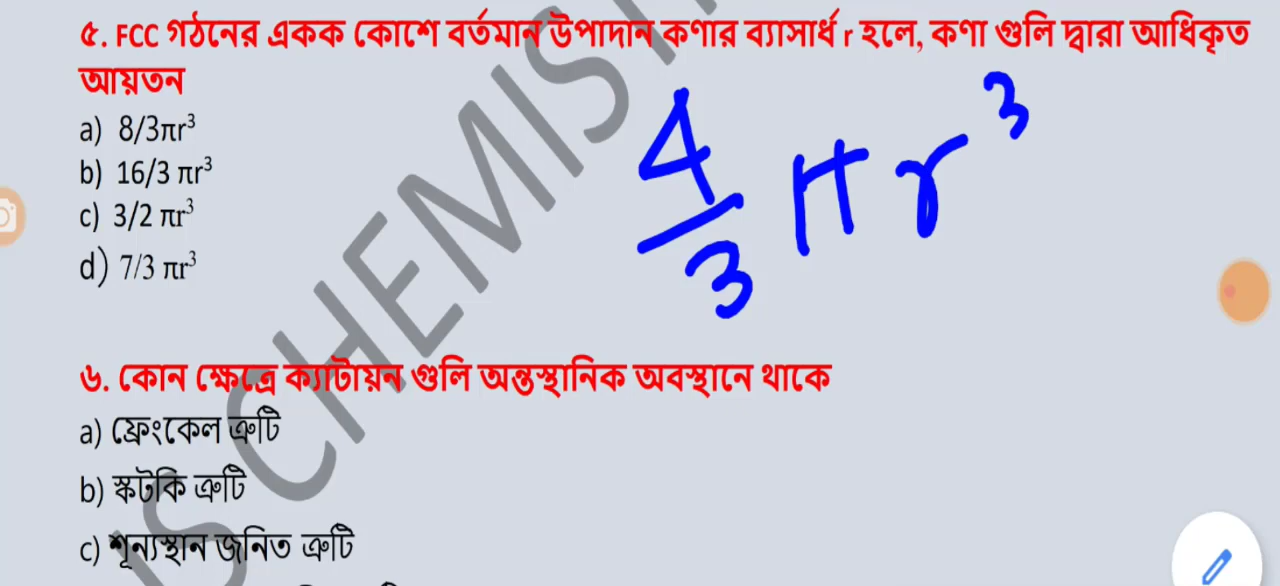 ৫. FCC গঠনের একক কোশে বর্তমান উপাদান কণার ব্যাসার্ধ r হলে, কণা গুলি দ্বারা আধিকৃত
আয়তন
a) 8/3πr³
b) 16/3 πr³
c) 3/2 πr³
d) 7/3 πr³
4/3 πr³
৬. কোন ক্ষেত্রে ক্যাটায়ন গুলি অন্তস্থানিক অবস্থানে থাকে
a) ফ্রেংকেল ত্রুটি
b) স্কটকি ত্রুটি
c) শূন্যস্থান জনিত ত্রুটি
CHEMIST